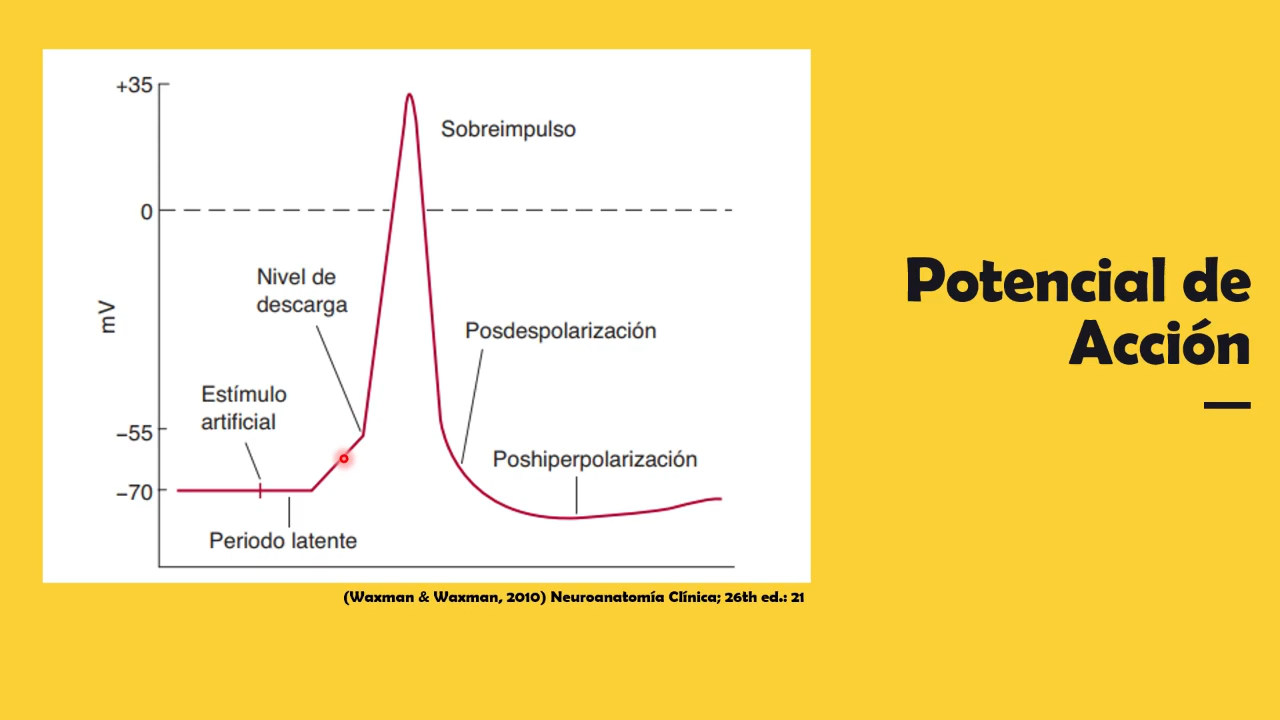 +35
Sobreimpulso
0
Nivel de
descarga
mV
Posdespolarización
Estímulo
artificial
−55
Poshiperpolarización
−70
Periodo latente
(Waxman & Waxman, 2010) Neuroanatomía Clínica; 26th ed.: 21
Potencial de
Acción